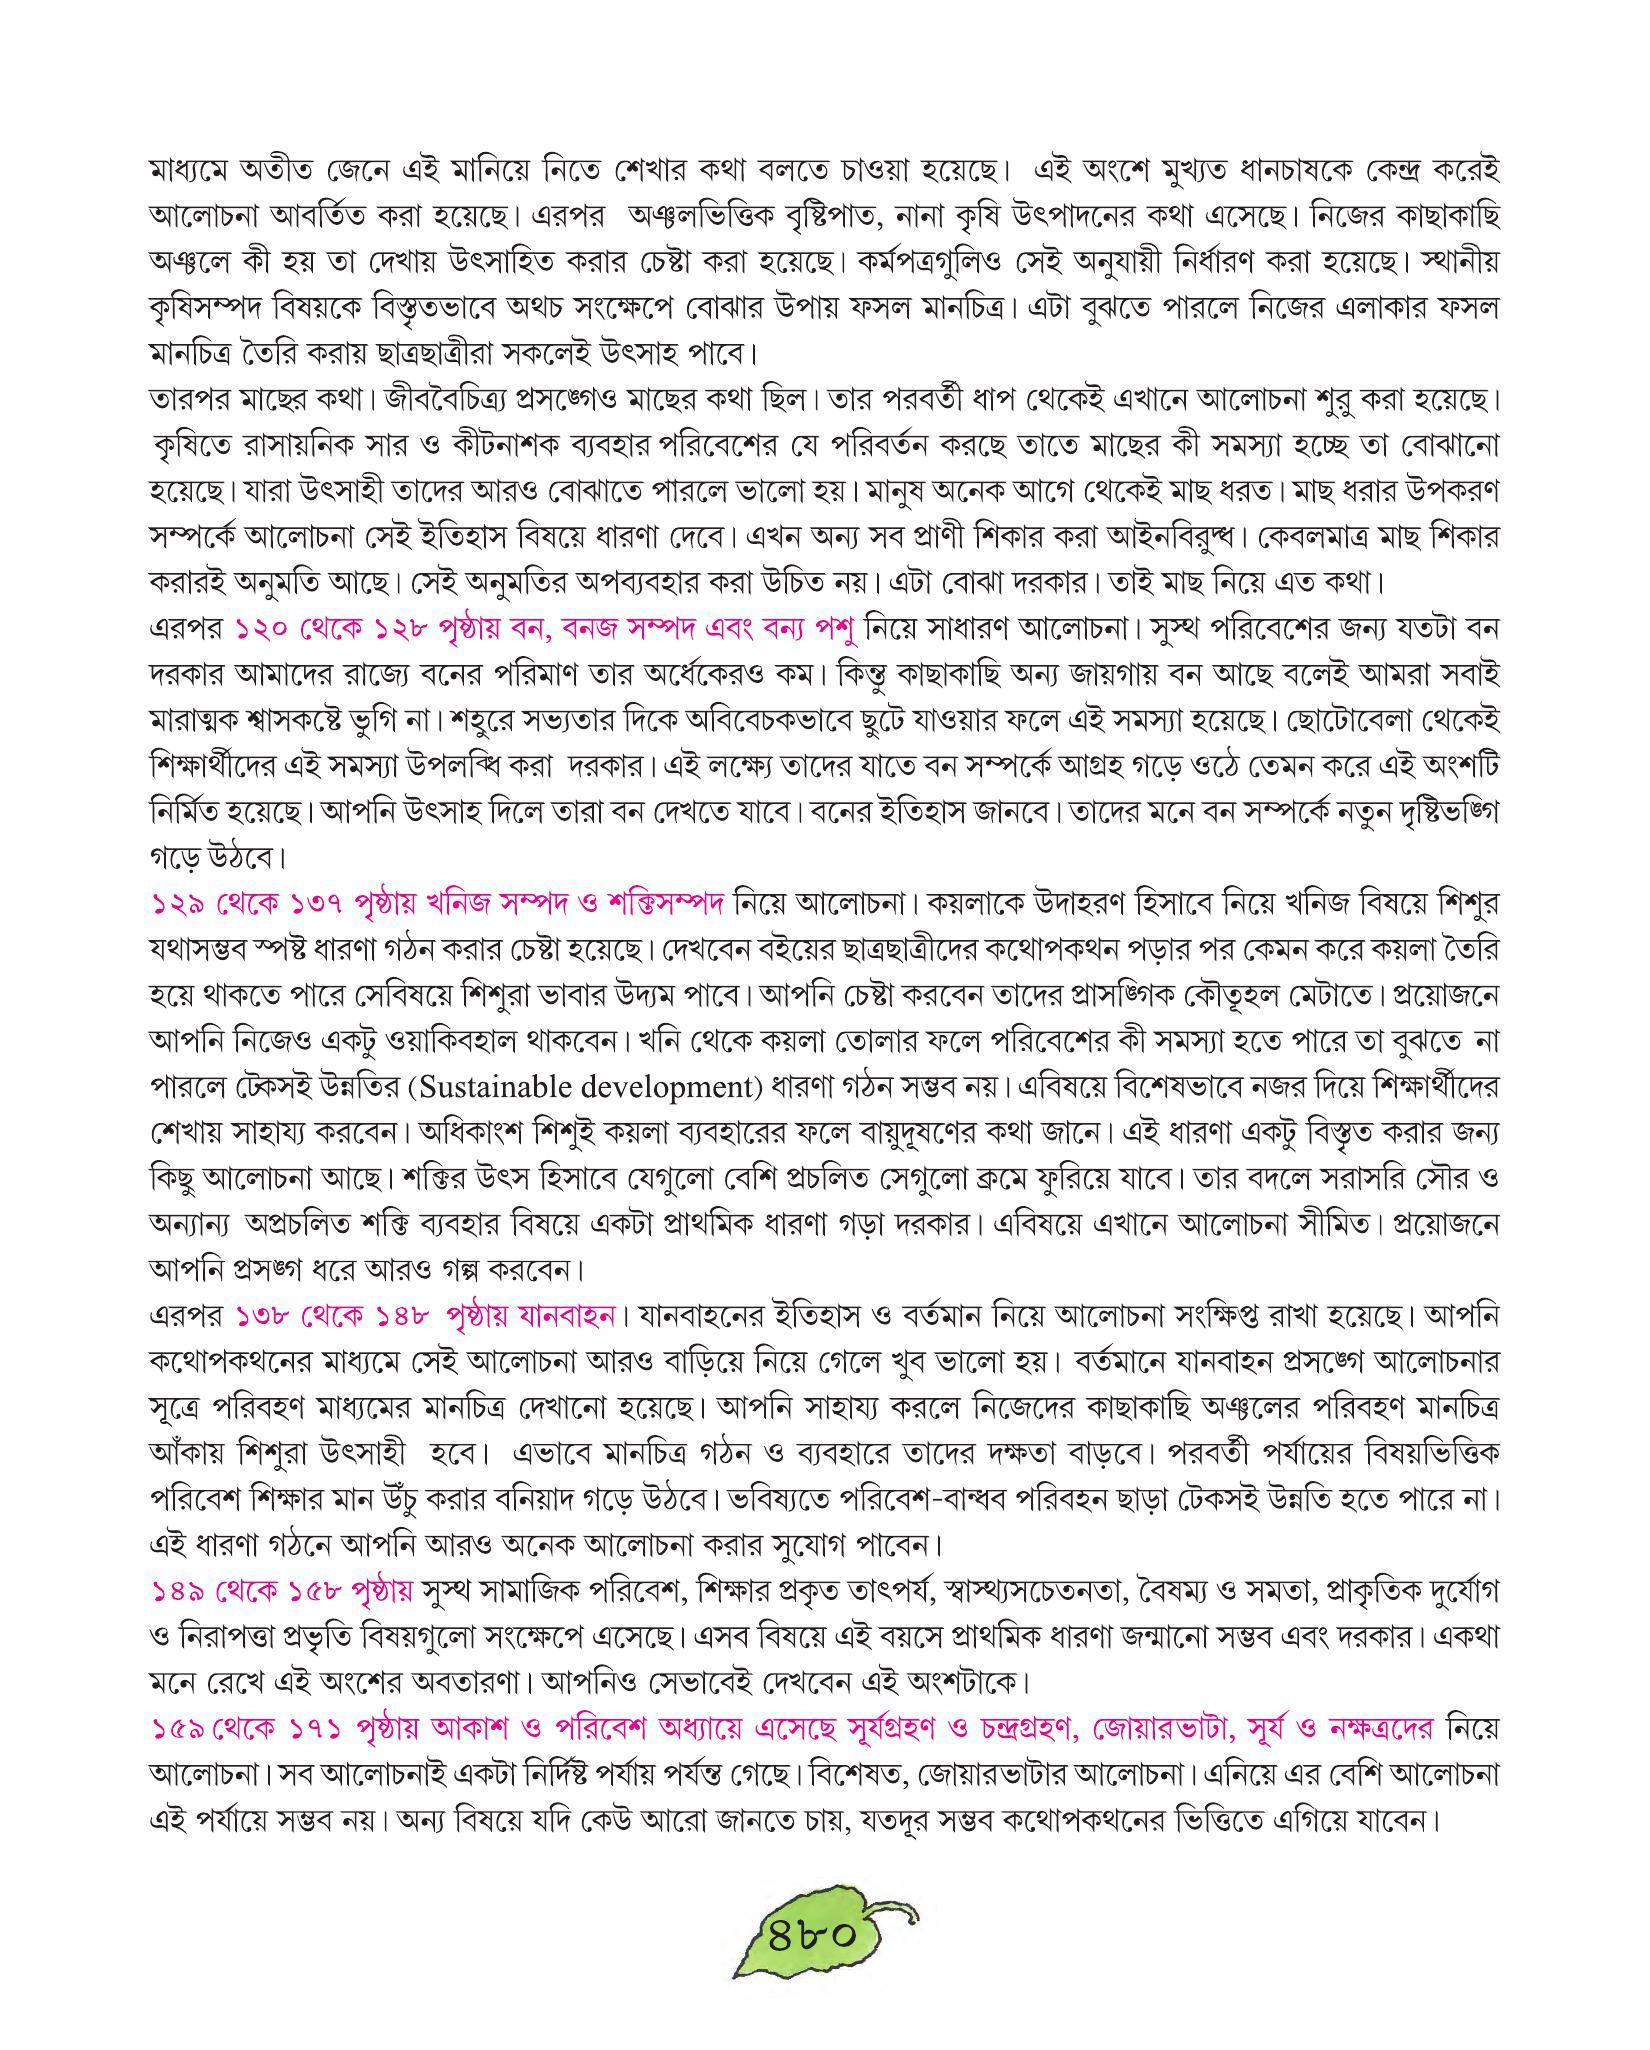 মাধ্যমে অতীত জেনে এই মানিয়ে নিতে শেখার কথা বলতে চাওয়া হয়েছে। এই অংশে মুখ্যত ধানচাষকে কেন্দ্র করেই
আলোচনা আবর্তিত করা হয়েছে। এরপর অঞ্চলভিত্তিক বৃষ্টিপাত, নানা কৃষি উৎপাদনের কথা এসেছে। নিজের কাছাকাছি
অঞ্চলে কী হয় তা দেখায় উৎসাহিত করার চেষ্টা করা হয়েছে। কর্মপত্রগুলিও সেই অনুযায়ী নির্ধারণ করা হয়েছে। স্থানীয়
কৃষিসম্পদ বিষয়কে বিস্তৃতভাবে অথচ সংক্ষেপে বোঝার উপায় ফসল মানচিত্র। এটা বুঝতে পারলে নিজের এলাকার ফসল
মানচিত্র তৈরি করায় ছাত্রছাত্রীরা সকলেই উৎসাহ পাবে।
তারপর মাছের কথা। জীববৈচিত্র্য প্রসঙ্গেও মাছের কথা ছিল। তার পরবর্তী ধাপ থেকেই এখানে আলোচনা শুরু করা হয়েছে।
কৃষিতে রাসায়নিক সার ও কীটনাশক ব্যবহার পরিবেশের যে পরিবর্তন করছে তাতে মাছের কী সমস্যা হচ্ছে তা বোঝানো
হয়েছে। যারা উৎসাহী তাদের আরও বোঝাতে পারলে ভালো হয়। মানুষ অনেক আগে থেকেই মাছ ধরত। মাছ ধরার উপকরণ
সম্পর্কে আলোচনা সেই ইতিহাস বিষয়ে ধারণা দেবে। এখন অন্য সব প্রাণী শিকার করা আইনবিরুদ্ধ। কেবলমাত্র মাছ শিকার
করারই অনুমতি আছে। সেই অনুমতির অপব্যবহার করা উচিত নয়। এটা বোঝা দরকার। তাই মাছ নিয়ে এত কথা।
এরপর ১২০ থেকে ১২৮ পৃষ্ঠায় বন, বনজ সম্পদ এবং বন্য পশু নিয়ে সাধারণ আলোচনা। সুস্থ পরিবেশের জন্য যতটা বন
দরকার আমাদের রাজ্যে বনের পরিমাণ তার অর্ধেকেরও কম। কিন্তু কাছাকাছি অন্য জায়গায় বন আছে বলেই আমরা সবাই
মারাত্মক শ্বাসকষ্টে ভুগি না। শহুরে সভ্যতার দিকে অবিবেচকভাবে ছুটে যাওয়ার ফলে এই সমস্যা হয়েছে। ছোটোবেলা থেকেই
শিক্ষার্থীদের এই সমস্যা উপলব্ধি করা দরকার। এই লক্ষ্যে তাদের যাতে বন সম্পর্কে আগ্রহ গড়ে ওঠে তেমন করে এই অংশটি
নির্মিত হয়েছে। আপনি উৎসাহ দিলে তারা বন দেখতে যাবে। বনের ইতিহাস জানবে। তাদের মনে বন সম্পর্কে নতুন দৃষ্টিভঙ্গি
গড়ে উঠবে।
১২৯ থেকে ১৩৭ পৃষ্ঠায় খনিজ সম্পদ ও শক্তিসম্পদ নিয়ে আলোচনা। কয়লাকে উদাহরণ হিসাবে নিয়ে খনিজ বিষয়ে শিশুর
যথাসম্ভব স্পষ্ট ধারণা গঠন করার চেষ্টা হয়েছে। দেখবেন বইয়ের ছাত্রছাত্রীদের কথোপকথন পড়ার পর কেমন করে কয়লা তৈরি
হয়ে থাকতে পারে সেবিষয়ে শিশুরা ভাবার উদ্যম পাবে। আপনি চেষ্টা করবেন তাদের প্রাসঙ্গিক কৌতূহল মেটাতে। প্রয়োজনে
আপনি নিজেও একটু ওয়াকিবহাল থাকবেন। খনি থেকে কয়লা তোলার ফলে পরিবেশের কী সমস্যা হতে পারে তা বুঝতে না
পারলে টেকসই উন্নতির (Sustainable development) ধারণা গঠন সম্ভব নয়। এবিষয়ে বিশেষভাবে নজর দিয়ে শিক্ষার্থীদের
শেখায় সাহায্য করবেন। অধিকাংশ শিশুই কয়লা ব্যবহারের ফলে বায়ুদূষণের কথা জানে। এই ধারণা একটু বিস্তৃত করার জন্য
কিছু আলোচনা আছে। শক্তির উৎস হিসাবে যেগুলো বেশি প্রচলিত সেগুলো ক্রমে ফুরিয়ে যাবে। তার বদলে সরাসরি সৌর ও
অন্যান্য অপ্রচলিত শক্তি ব্যবহার বিষয়ে একটা প্রাথমিক ধারণা গড়া দরকার। এবিষয়ে এখানে আলোচনা সীমিত। প্রয়োজনে
আপনি প্রসঙ্গ ধরে আরও গল্প করবেন।
এরপর ১৩৮ থেকে ১৪৮ পৃষ্ঠায় যানবাহন। যানবাহনের ইতিহাস ও বর্তমান নিয়ে আলোচনা সংক্ষিপ্ত রাখা হয়েছে। আপনি
কথোপকথনের মাধ্যমে সেই আলোচনা আরও বাড়িয়ে নিয়ে গেলে খুব ভালো হয়। বর্তমানে যানবাহন প্রসঙ্গে আলোচনার
সূত্রে পরিবহণ মাধ্যমের মানচিত্র দেখানো হয়েছে। আপনি সাহায্য করলে নিজেদের কাছাকাছি অঞ্চলের পরিবহণ মানচিত্র
আঁকায় শিশুরা উৎসাহী হবে। এভাবে মানচিত্র গঠন ও ব্যবহারে তাদের দক্ষতা বাড়বে। পরবর্তী পর্যায়ের বিষয়ভিত্তিক
পরিবেশ শিক্ষার মান উঁচু করার বনিয়াদ গড়ে উঠবে। ভবিষ্যতে পরিবেশ-বান্ধব পরিবহন ছাড়া টেকসই উন্নতি হতে পারে না।
এই ধারণা গঠনে আপনি আরও অনেক আলোচনা করার সুযোগ পাবেন।
১৪৯ থেকে ১৫৮ পৃষ্ঠায় সুস্থ সামাজিক পরিবেশ, শিক্ষার প্রকৃত তাৎপর্য, স্বাস্থ্যসচেতনতা, বৈষম্য ও সমতা, প্রাকৃতিক দুর্যোগ
ও নিরাপত্তা প্রভৃতি বিষয়গুলো সংক্ষেপে এসেছে। এসব বিষয়ে এই বয়সে প্রাথমিক ধারণা জন্মানো সম্ভব এবং দরকার। একথা
মনে রেখে এই অংশের অবতারণা। আপনিও সেভাবেই দেখবেন এই অংশটাকে।
১৫৯ থেকে ১৭১ পৃষ্ঠায় আকাশ ও পরিবেশ অধ্যায়ে এসেছে সূর্যগ্রহণ ও চন্দ্রগ্রহণ, জোয়ারভাটা, সূর্য ও নক্ষত্রদের নিয়ে
আলোচনা। সব আলোচনাই একটা নির্দিষ্ট পর্যায় পর্যন্ত গেছে। বিশেষত, জোয়ারভাটার আলোচনা। এনিয়ে এর বেশি আলোচনা
এই পর্যায়ে সম্ভব নয়। অন্য বিষয়ে যদি কেউ আরো জানতে চায়, যতদূর সম্ভব কথোপকথনের ভিত্তিতে এগিয়ে যাবেন।
৪৮০